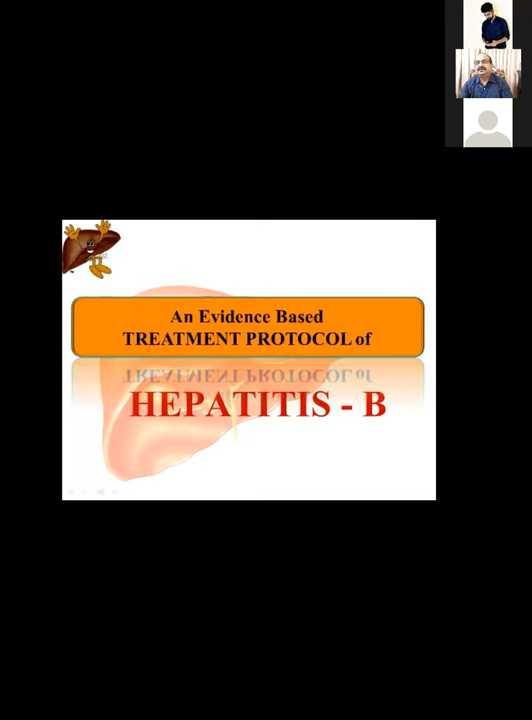 An Evidence Based
TREATMENT PROTOCOL of
HEPATITIS - B